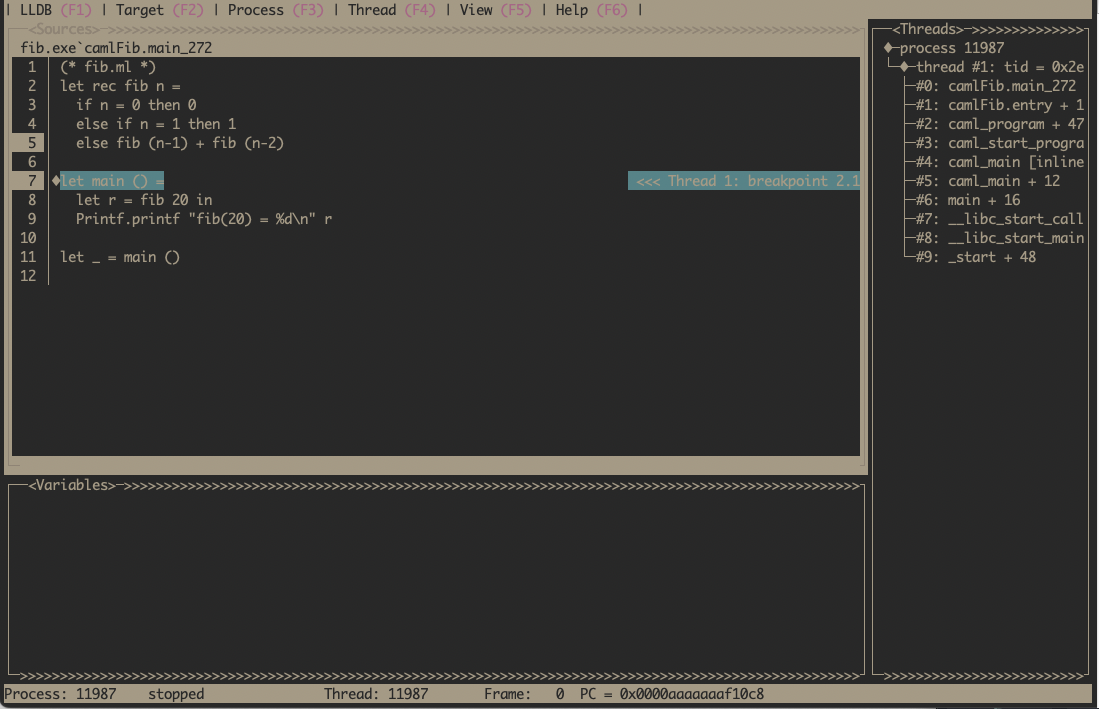 | LLDB (F1) | Target (F2) | Process (F3) | Thread (F4) | View (F5) | Help (F6) |
<Sources>
fib.exe`camlFib.main_272
1 (* fib.ml *)
2 let rec fib n =
3 if n = 0 then 0
4 else if n = 1 then 1
5 else fib (n-1) + fib (n-2)
6
7 ◆let main () = <<< Thread 1: breakpoint 2.1
8 let r = fib 20 in
9 Printf.printf "fib(20) = %d\n" r
10
11 let _ = main ()
12
<Threads>
◆process 11987
◆thread #1: tid = 0x2e
#0: camlFib.main_272
#1: camlFib.entry + 1
#2: caml_program + 47
#3: caml_start_progra
#4: caml_main [inline
#5: caml_main + 12
#6: main + 16
#7: __libc_start_call
#8: __libc_start_main
#9: _start + 48
<Variables>
Process: 11987 stopped Thread: 11987 Frame: 0 PC = 0x0000aaaaaaf10c8